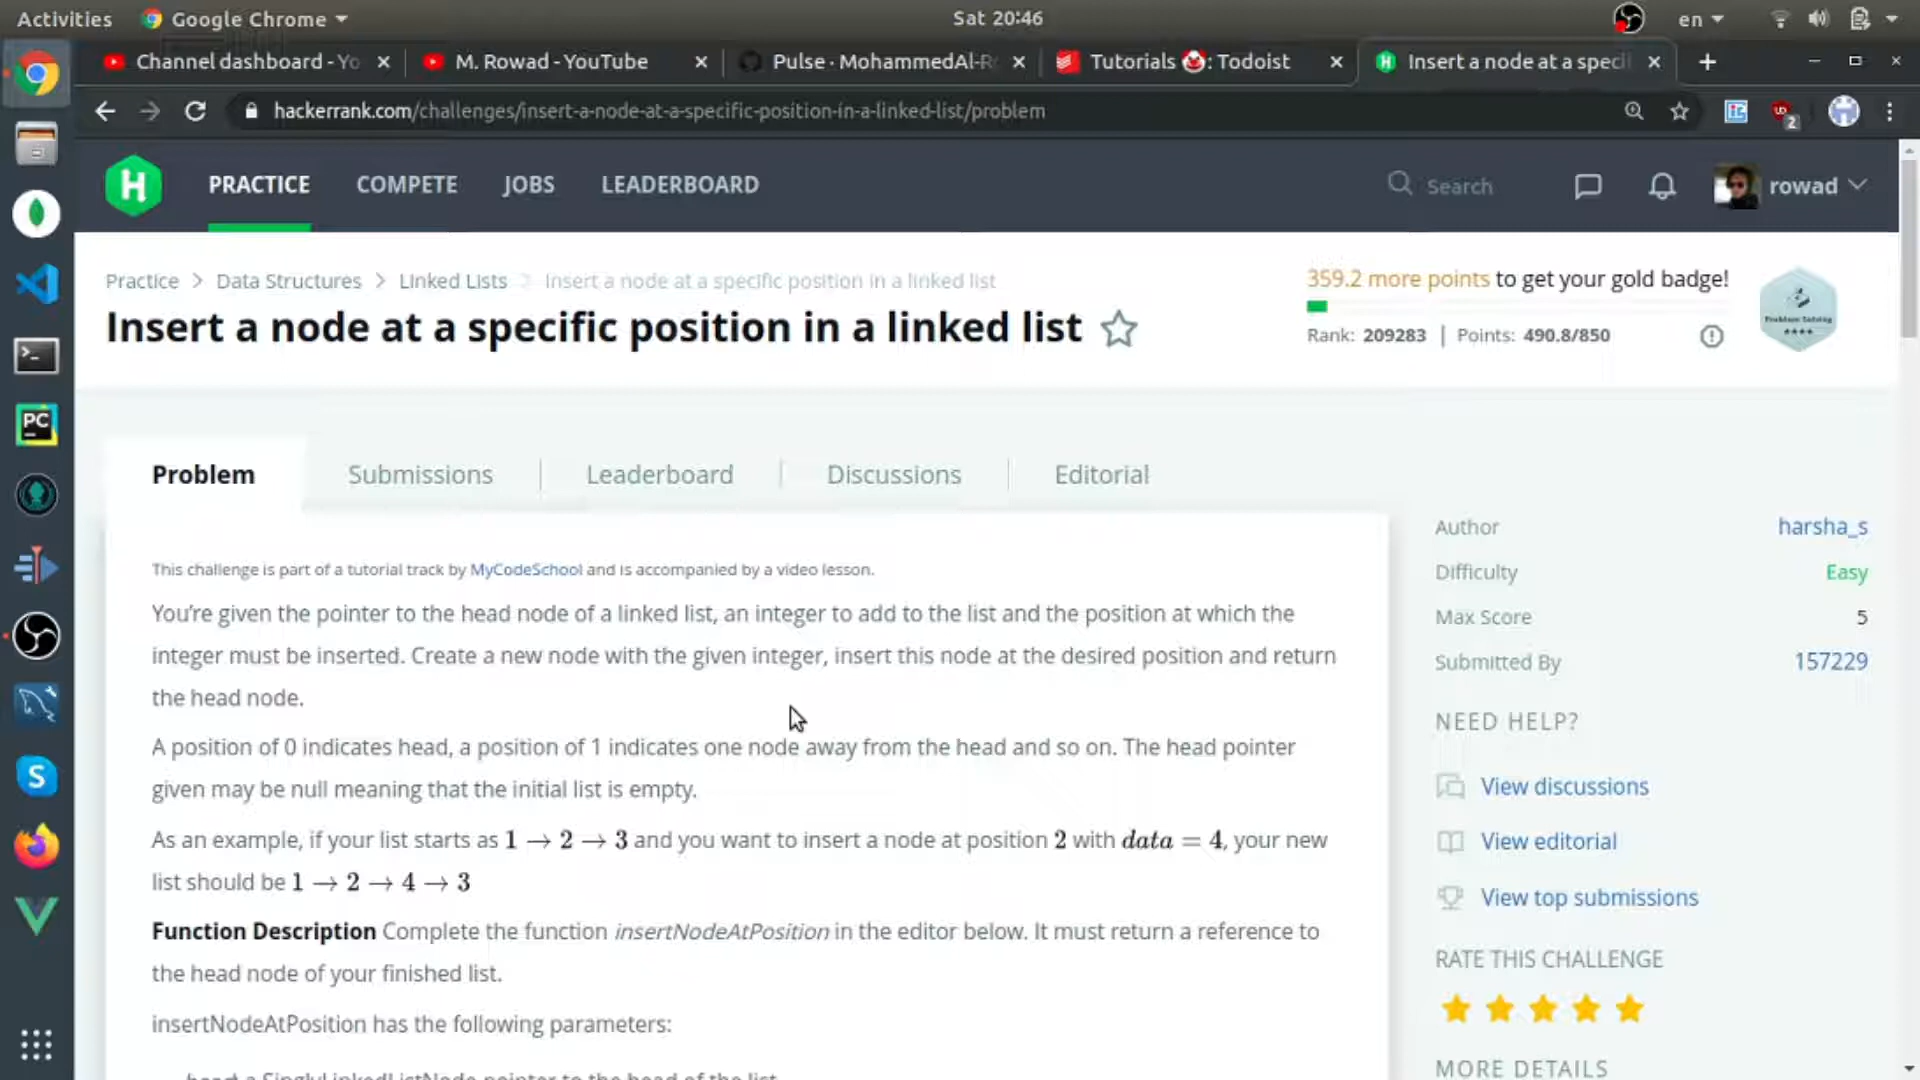 Activities Google Chrome Sat 20:46 en
Channel dashboard - Yo M. Rowad - YouTube Pulse · MohammedAl-R Tutorials : Todoist Insert a node at a speci
hackerrank.com/challenges/insert-a-node-at-a-specific-position-in-a-linked-list/problem 2
H PRACTICE COMPETE JOBS LEADERBOARD Search rowad
Practice > Data Structures > Linked Lists > Insert a node at a specific position in a linked list
359.2 more points to get your gold badge!
Insert a node at a specific position in a linked list
Rank: 209283 | Points: 490.8/850
Problem Solving
Problem Submissions Leaderboard Discussions Editorial
This challenge is part of a tutorial track by MyCodeSchool and is accompanied by a video lesson.
You're given the pointer to the head node of a linked list, an integer to add to the list and the position at which the
integer must be inserted. Create a new node with the given integer, insert this node at the desired position and return
the head node.
A position of 0 indicates head, a position of 1 indicates one node away from the head and so on. The head pointer
given may be null meaning that the initial list is empty.
As an example, if your list starts as 1 → 2 → 3 and you want to insert a node at position 2 with data = 4, your new
list should be 1 → 2 → 4 → 3
Function Description Complete the function insertNodeAtPosition in the editor below. It must return a reference to
the head node of your finished list.
insertNodeAtPosition has the following parameters:
head a SinglyLinkedListNode pointer to the head of the list
Author harsha_s
Difficulty Easy
Max Score 5
Submitted By 157229
NEED HELP?
View discussions
View editorial
View top submissions
RATE THIS CHALLENGE
MORE DETAILS
PC
S